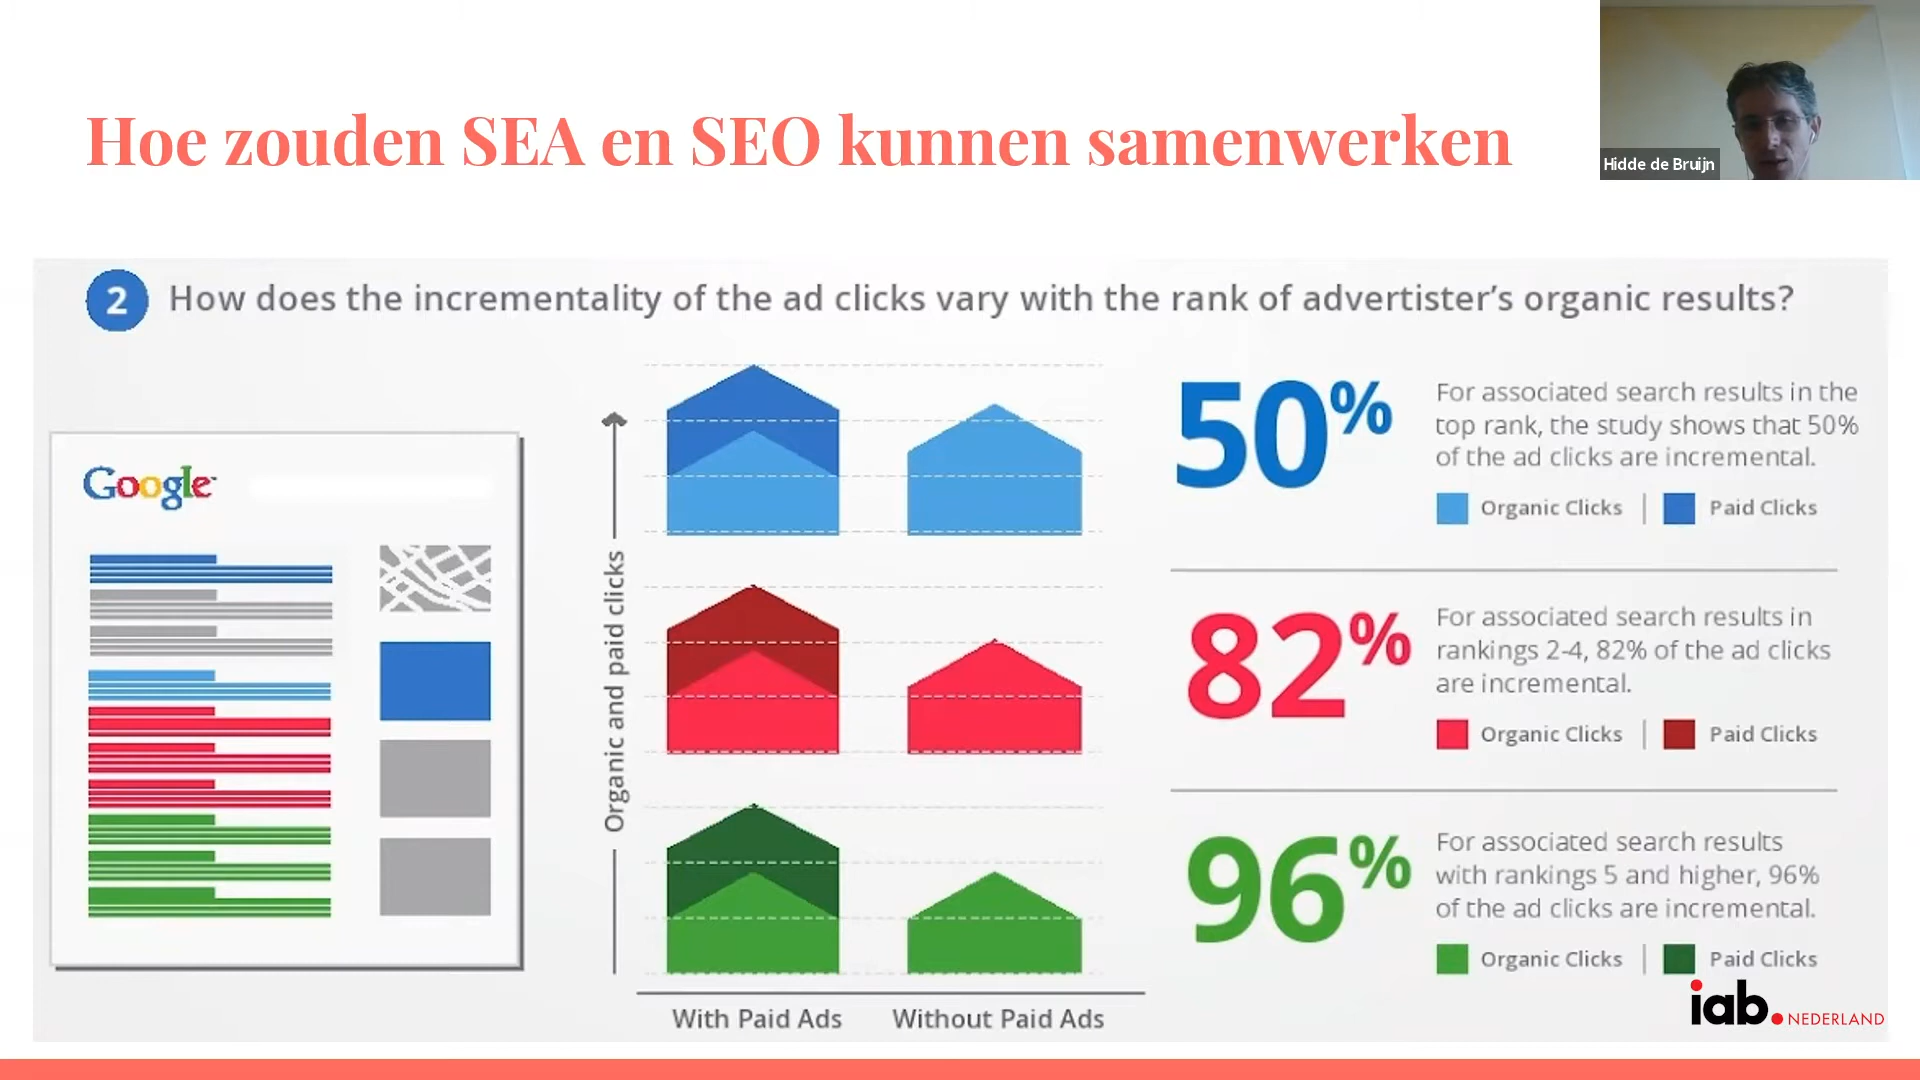 Hoe zouden SEA en SEO kunnen samenwerken
Hidde de Bruijn
2 How does the incrementality of the ad clicks vary with the rank of advertister's organic results?
Google
Organic and paid clicks
With Paid Ads
Without Paid Ads
50%
For associated search results in the
top rank, the study shows that 50%
of the ad clicks are incremental.
Organic Clicks | Paid Clicks
82%
For associated search results in
rankings 2-4, 82% of the ad clicks
are incremental.
Organic Clicks | Paid Clicks
96%
For associated search results
with rankings 5 and higher, 96%
of the ad clicks are incremental.
Organic Clicks | Paid Clicks
iab. NEDERLAND